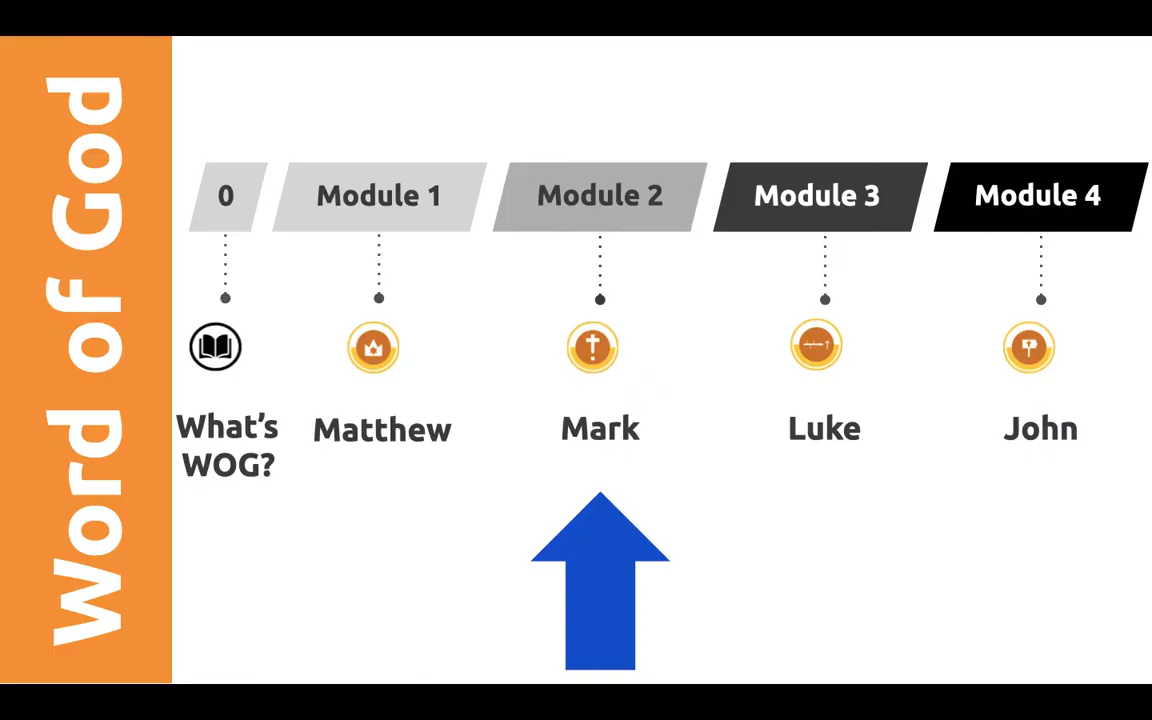 Word of God
0
Module 1
Module 2
Module 3
Module 4
What's
WOG?
Matthew
Mark
Luke
John